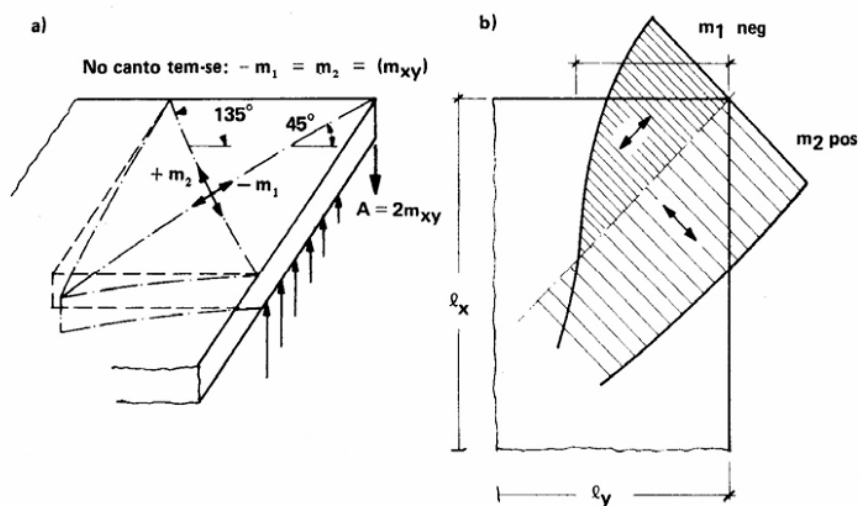 a)
No canto tem-se: - m1 = m2 = (mxy)
135°
45°
+ m2
- m1
A = 2mxy
b)
m1 neg
m2 pos
ℓx
ℓy